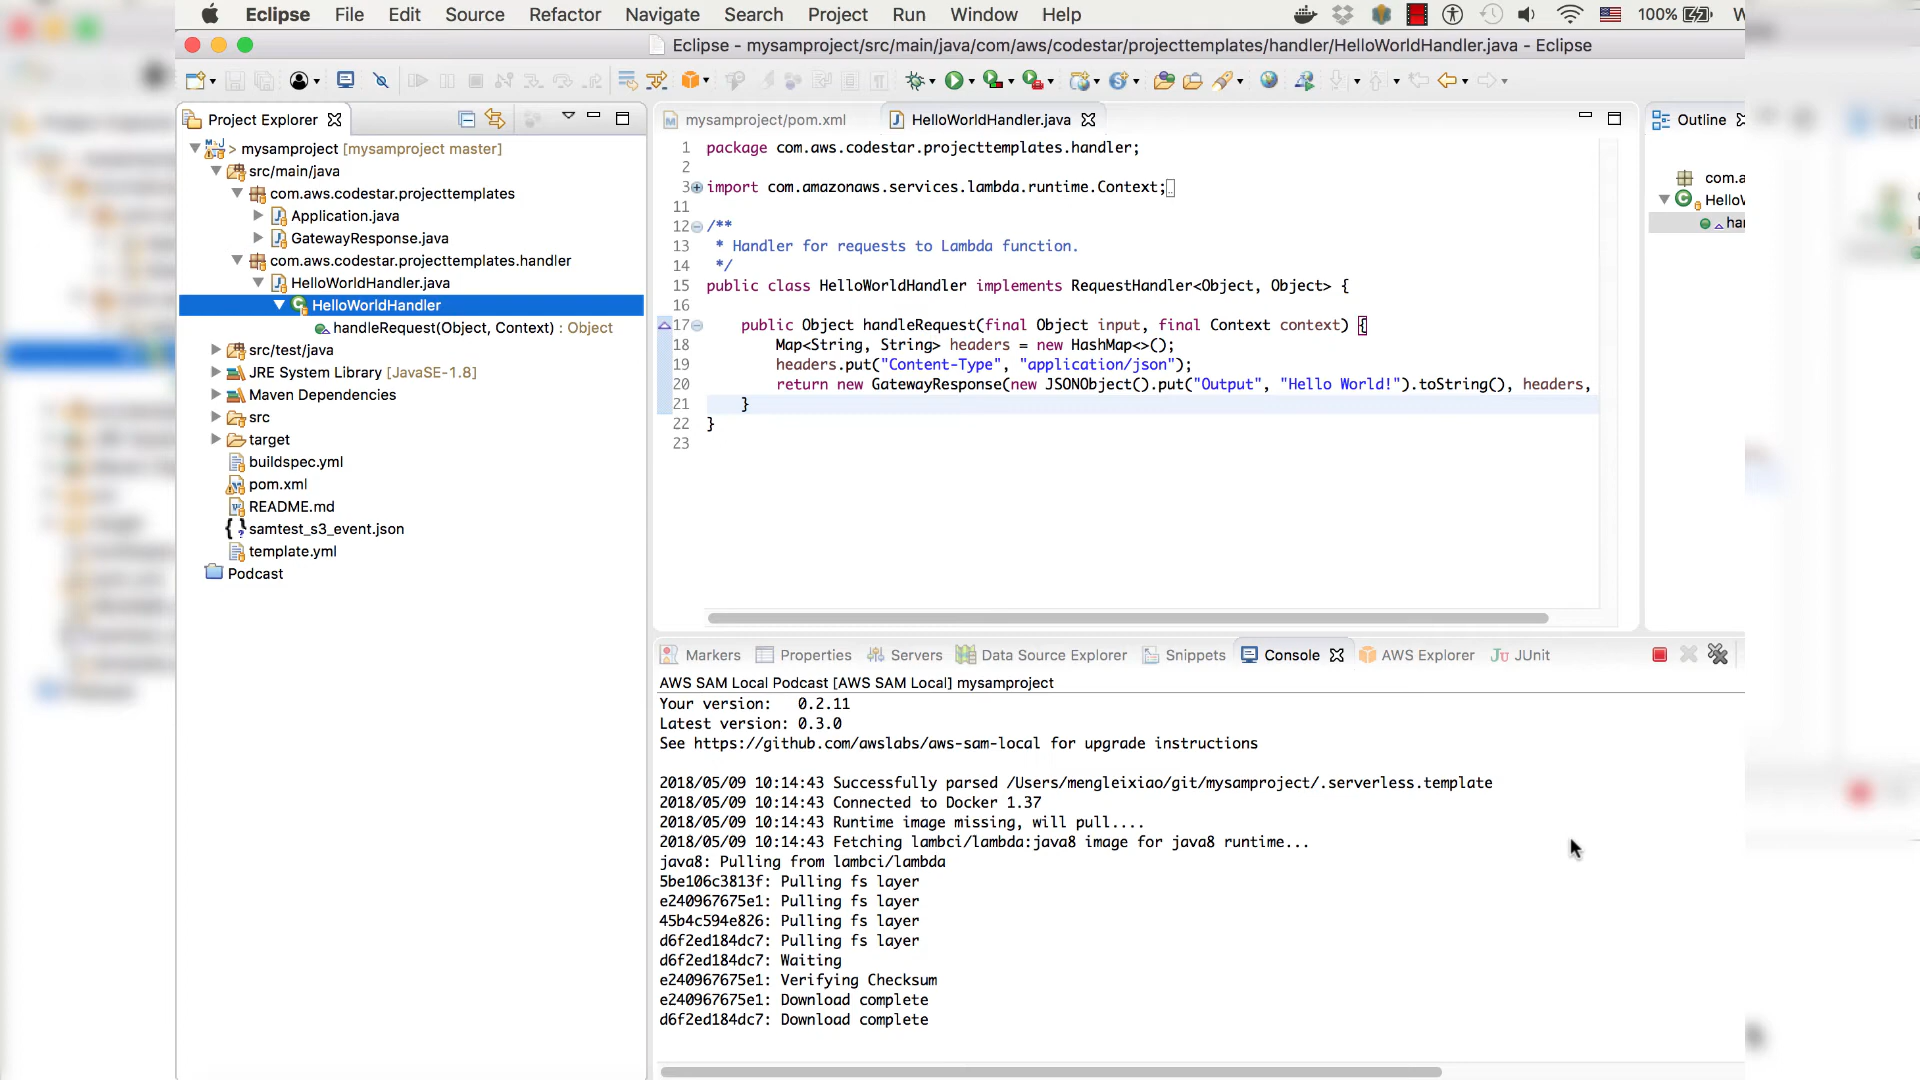 Eclipse File Edit Source Refactor Navigate Search Project Run Window Help 100%
Eclipse - mysamproject/src/main/java/com/aws/codestar/projecttemplates/handler/HelloWorldHandler.java - Eclipse
Project Explorer
> mysamproject [mysamproject master]
src/main/java
com.aws.codestar.projecttemplates
Application.java
GatewayResponse.java
com.aws.codestar.projecttemplates.handler
HelloWorldHandler.java
HelloWorldHandler
handleRequest(Object, Context) : Object
src/test/java
JRE System Library [JavaSE-1.8]
Maven Dependencies
src
target
buildspec.yml
pom.xml
README.md
samtest_s3_event.json
template.yml
Podcast
mysamproject/pom.xml HelloWorldHandler.java
1 package com.aws.codestar.projecttemplates.handler;
2
3 import com.amazonaws.services.lambda.runtime.Context;
11
12 /**
13 * Handler for requests to Lambda function.
14 */
15 public class HelloWorldHandler implements RequestHandler<Object, Object> {
16
17 public Object handleRequest(final Object input, final Context context) {
18 Map<String, String> headers = new HashMap<>();
19 headers.put("Content-Type", "application/json");
20 return new GatewayResponse(new JSONObject().put("Output", "Hello World!").toString(), headers,
21 }
22 }
23
Outline
com.a
Hello
ha
Markers Properties Servers Data Source Explorer Snippets Console AWS Explorer JUnit
AWS SAM Local Podcast [AWS SAM Local] mysamproject
Your version: 0.2.11
Latest version: 0.3.0
See https://github.com/awslabs/aws-sam-local for upgrade instructions
2018/05/09 10:14:43 Successfully parsed /Users/mengleixiao/git/mysamproject/.serverless.template
2018/05/09 10:14:43 Connected to Docker 1.37
2018/05/09 10:14:43 Runtime image missing, will pull....
2018/05/09 10:14:43 Fetching lambci/lambda:java8 image for java8 runtime...
java8: Pulling from lambci/lambda
5be106c3813f: Pulling fs layer
e240967675e1: Pulling fs layer
45b4c594e826: Pulling fs layer
d6f2ed184dc7: Pulling fs layer
d6f2ed184dc7: Waiting
e240967675e1: Verifying Checksum
e240967675e1: Download complete
d6f2ed184dc7: Download complete